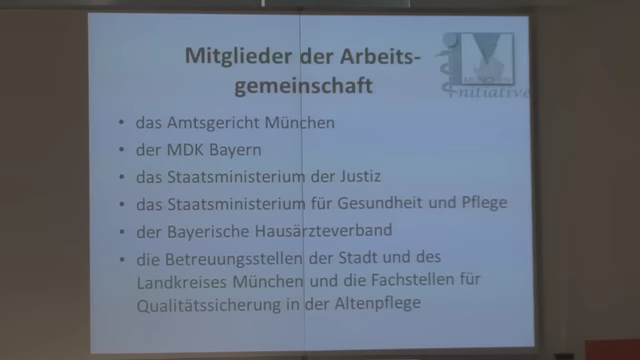 Mitglieder der Arbeits-
gemeinschaft
MÜNCHEN
nitiative
• das Amtsgericht München
• der MDK Bayern
• das Staatsministerium der Justiz
• das Staatsministerium für Gesundheit und Pflege
• der Bayerische Hausärzteverband
• die Betreuungsstellen der Stadt und des
Landkreises München und die Fachstellen für
Qualitätssicherung in der Altenpflege